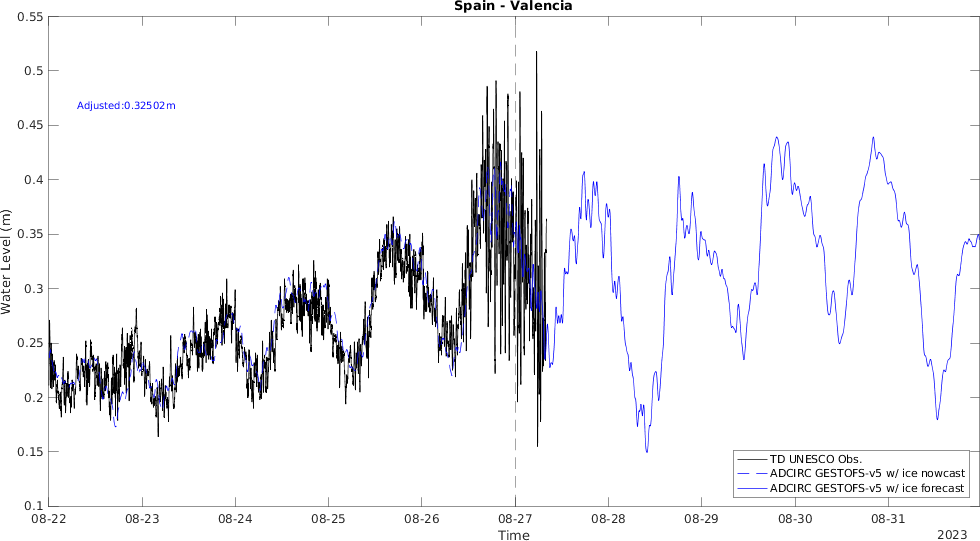 Spain - Valencia
0.55
0.5
0.45
0.4
0.35
0.3
0.25
0.2
0.15
0.1
Water Level (m)
Adjusted:0.32502m
TD UNESCO Obs.
ADCIRC GESTOFS-v5 w/ ice nowcast
ADCIRC GESTOFS-v5 w/ ice forecast
08-22 08-23 08-24 08-25 08-26 08-27 08-28 08-29 08-30 08-31
Time
2023